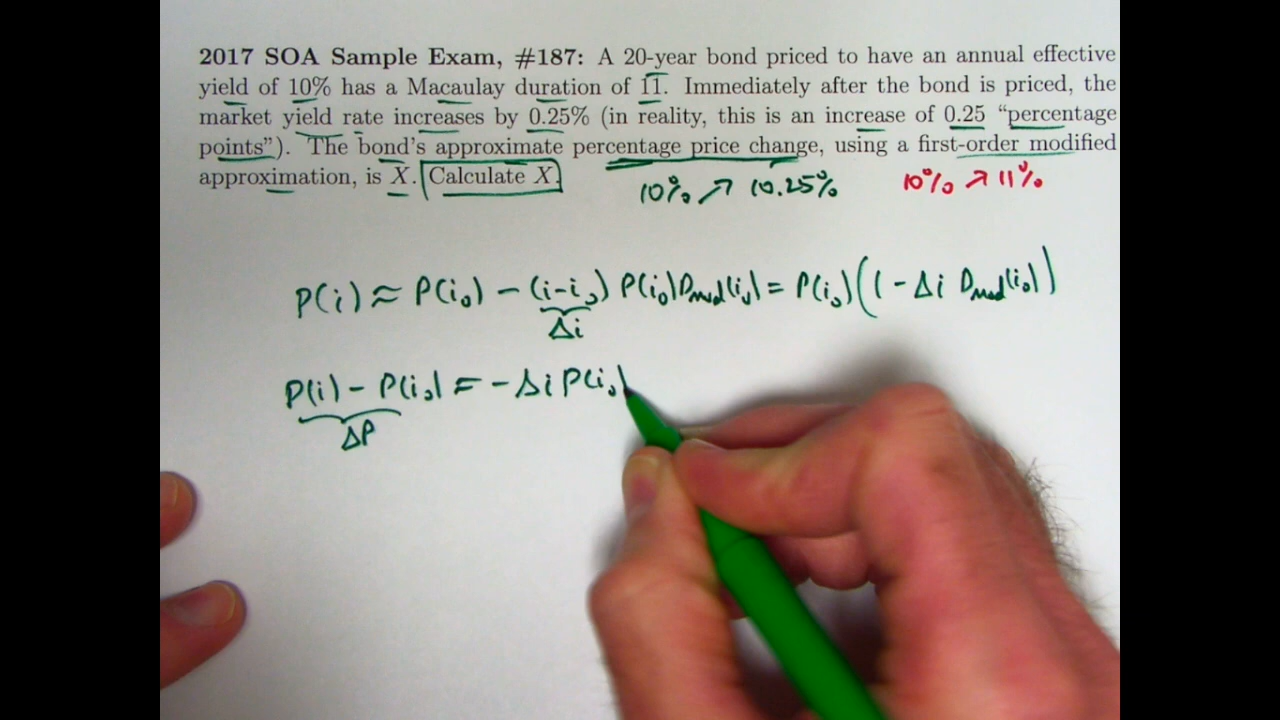 2017 SOA Sample Exam, #187: A 20-year bond priced to have an annual effective
yield of 10% has a Macaulay duration of 11. Immediately after the bond is priced, the
market yield rate increases by 0.25% (in reality, this is an increase of 0.25 “percentage
points”). The bond’s approximate percentage price change, using a first-order modified
approximation, is X. Calculate X.
10% ↗ 10.25% 10% ↗ 11%
P(i) ≈ P(i₀) - (i-i₀) P(i₀)Dmod(i₀) = P(i₀)(1 - Δi Dmod(i₀))
Δi
P(i) - P(i₀) = -Δi P(i₀)
ΔP